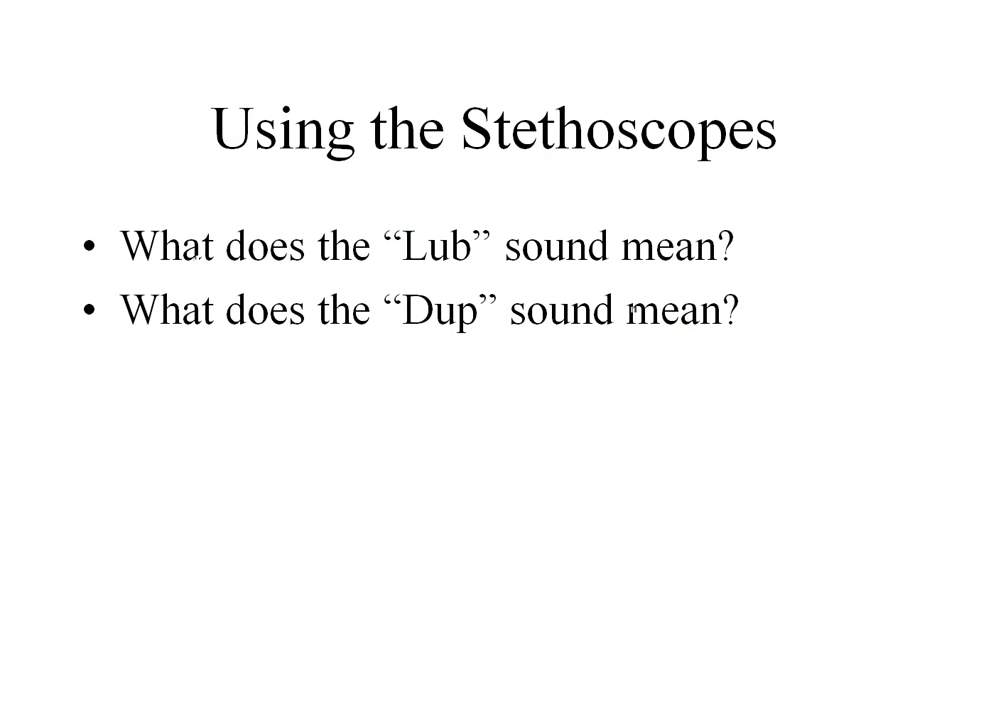 Using the Stethoscopes
• What does the “Lub” sound mean?
• What does the “Dup” sound mean?